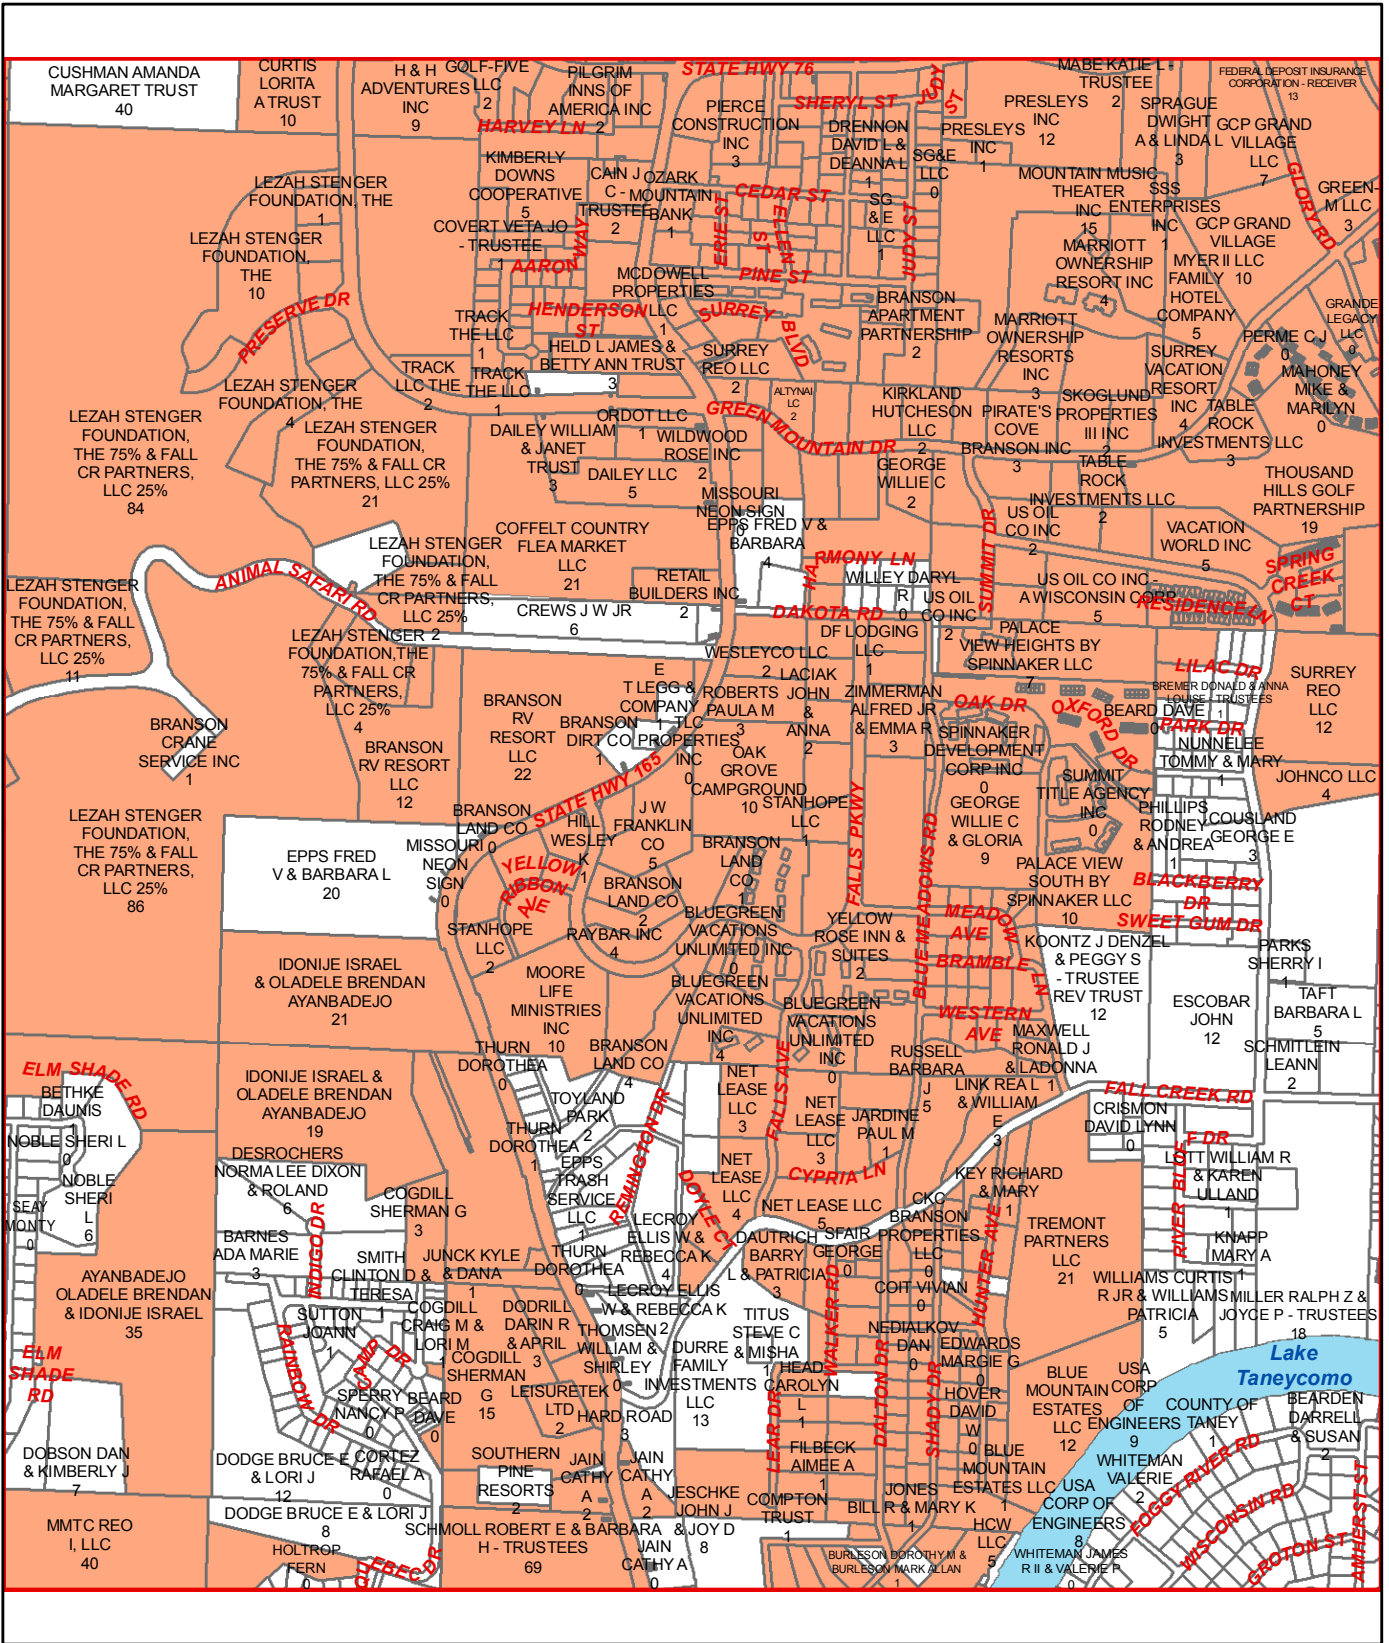 CUSHMAN AMANDA
MARGARET TRUST
40
CURTIS
LORITA
A TRUST
10
H & H
ADVENTURES
INC
9
GOLF-FIVE
LLC
2
PILGRIM
INNS OF
AMERICA INC
2
STATE HWY 76
HARVEY LN
SHERYL ST
JUDY
ST
PIERCE
CONSTRUCTION
INC
3
DRENNON
DAVID L &
DEANNA L
1
SG&E
LLC
0
PRESLEYS
INC
1
PRESLEYS
INC
12
MABE KATIE L -
TRUSTEE
2
SPRAGUE
DWIGHT
A & LINDA L
3
FEDERAL DEPOSIT INSURANCE
CORPORATION - RECEIVER
13
GCP GRAND
VILLAGE
LLC
7
GLORY RD
GREEN-
M LLC
3
LEZAH STENGER
FOUNDATION, THE
1
KIMBERLY
DOWNS
COOPERATIVE
5
CAIN J
C -
TRUSTEE
2
OZARK
MOUNTAIN
BANK
1
CEDAR ST
ERIE ST
ELLEN
ST
SG
& E
LLC
1
JUDY ST
MOUNTAIN MUSIC
THEATER
INC
15
SSS
ENTERPRISES
INC
1
GCP GRAND
VILLAGE
MYER II LLC
FAMILY 10
HOTEL
COMPANY
5
COVERT VETA JO
- TRUSTEE
1
AARON WAY
LEZAH STENGER
FOUNDATION,
THE
10
PRESERVE DR
MARRIOTT
OWNERSHIP
RESORT INC
4
MCDOWELL
PROPERTIES
LLC
1
PINE ST
HENDERSON
ST
SURREY
BLVD
BRANSON
APARTMENT
PARTNERSHIP
2
MARRIOTT
OWNERSHIP
RESORTS
INC
3
GRANDE
LEGACY
LLC
0
PERME C J
0
MAHONEY
MIKE &
MARILYN
0
TRACK
THE LLC
1
HELD L JAMES &
BETTY ANN TRUST
3
SURREY
REO LLC
2
SURREY
VACATION
RESORT
INC
4
TRACK
LLC THE
2
TRACK
THE LLC
1
LEZAH STENGER
FOUNDATION, THE
4
ALTYNAI
LC
2
KIRKLAND
HUTCHESON
LLC
2
PIRATE'S
COVE
BRANSON INC
3
SKOGLUND
PROPERTIES
III INC
2
TABLE
ROCK
INVESTMENTS LLC
3
LEZAH STENGER
FOUNDATION,
THE 75% & FALL
CR PARTNERS,
LLC 25%
84
LEZAH STENGER
FOUNDATION,
THE 75% & FALL CR
PARTNERS, LLC 25%
21
ORDOT LLC
1
GREEN MOUNTAIN DR
DAILEY WILLIAM
& JANET
TRUST
3
WILDWOOD
ROSE INC
2
DAILEY LLC
5
GEORGE
WILLIE C
2
TABLE
ROCK
INVESTMENTS LLC
2
THOUSAND
HILLS GOLF
PARTNERSHIP
19
MISSOURI
NEON SIGN
0
EPPS FRED V &
BARBARA
4
US OIL
CO INC
2
SUMMIT DR
VACATION
WORLD INC
5
SPRING
CREEK
CT
COFFELT COUNTRY
FLEA MARKET
LLC
21
LEZAH STENGER
FOUNDATION,
THE 75% & FALL
CR PARTNERS,
LLC 25%
2
HARMONY LN
WILLEY DARYL
R
0
RETAIL
BUILDERS INC
2
US OIL CO INC -
A WISCONSIN CORP
5
RESIDENCE LN
ANIMAL SAFARI RD
LEZAH STENGER
FOUNDATION,
THE 75% & FALL
CR PARTNERS,
LLC 25%
11
CREWS J W JR
6
DAKOTA RD
US OIL
CO INC
2
LEZAH STENGER
FOUNDATION,THE
75% & FALL CR
PARTNERS,
LLC 25%
4
DF LODGING
LLC
1
PALACE
VIEW HEIGHTS BY
SPINNAKER LLC
7
WESLEYCO LLC
2
LILAC DR
BREMER DONALD & ANNA
LOUISE - TRUSTEES
1
SURREY
REO
LLC
12
E
T LEGG &
COMPANY
1
ROBERTS
PAULA M
3
LACIAK
JOHN
&
ANNA
2
ZIMMERMAN
ALFRED JR
& EMMA R
3
OAK DR
OXFORD DR
BEARD DAVE
0
PARK DR
BRANSON
CRANE
SERVICE INC
1
BRANSON
RV
RESORT
LLC
22
BRANSON
DIRT CO
1
TLC
PROPERTIES
INC
0
SPINNAKER
DEVELOPMENT
CORP INC
0
NUNNELEE
TOMMY & MARY
1
BRANSON
RV RESORT
LLC
12
OAK
GROVE
CAMPGROUND
10
SUMMIT
TITLE AGENCY
INC
0
JOHNCO LLC
4
STATE HWY 165
BRANSON
LAND CO
0
HILL
WESLEY
K
1
J W
FRANKLIN
CO
5
STANHOPE
LLC
1
FALLS PKWY
GEORGE
WILLIE C
& GLORIA
9
PHILLIPS
RODNEY
& ANDREA
1
COUSLAND
GEORGE E
3
LEZAH STENGER
FOUNDATION,
THE 75% & FALL
CR PARTNERS,
LLC 25%
86
EPPS FRED
V & BARBARA L
20
MISSOURI
NEON
SIGN
0
YELLOW
RIBBON
AVE
BRANSON
LAND
CO
1
BLUE MEADOWS RD
PALACE VIEW
SOUTH BY
SPINNAKER LLC
10
BLACKBERRY
DR
SWEET GUM DR
BRANSON
LAND CO
2
STANHOPE
LLC
2
RAYBAR INC
4
BLUEGREEN
VACATIONS
UNLIMITED INC
0
YELLOW
ROSE INN &
SUITES
2
MEADOW
AVE
BRAMBLE
LN
WESTERN
AVE
KOONTZ J DENZEL
& PEGGY S
- TRUSTEE
REV TRUST
12
PARKS
SHERRY I
1
IDONIJE ISRAEL
& OLADELE BRENDAN
AYANBADEJO
21
MOORE
LIFE
MINISTRIES
INC
10
BLUEGREEN
VACATIONS
UNLIMITED
INC
4
BLUEGREEN
VACATIONS
UNLIMITED
INC
0
ESCOBAR
JOHN
12
TAFT
BARBARA L
5
SCHMITLEIN
LEANN
2
THURN
DOROTHEA
0
BRANSON
LAND CO
4
RUSSELL
BARBARA
J
5
MAXWELL
RONALD J
& LADONNA
1
ELM SHADE RD
BETHKE
DAUNIS
1
IDONIJE ISRAEL &
OLADELE BRENDAN
AYANBADEJO
19
NET
LEASE
LLC
3
FALLS AVE
LINK REA L
& WILLIAM
E
3
FALL CREEK RD
CRISMON
DAVID LYNN
0
TOYLAND
PARK
2
NET
LEASE
LLC
3
JARDINE
PAUL M
1
NOBLE SHERI L
0
THURN
DOROTHEA
1
REMINGTON DR
F DR
LUTT WILLIAM R
& KAREN
ULLAND
1
DESROCHERS
NORMA LEE DIXON
& ROLAND
6
EPPS
TRASH
SERVICE
LLC
1
NET
LEASE
LLC
4
CYPRIA LN
KEY RICHARD
& MARY
1
RIVER BLUF
NOBLE
SHERI
L
6
SEAY
MONTY
0
COGDILL
SHERMAN G
3
DOYLE CT
NET LEASE LLC
5
CKC
BRANSON
PROPERTIES
LLC
0
TREMONT
PARTNERS
LLC
21
BARNES
ADA MARIE
3
INDIGO DR
LECROY
ELLIS W &
REBECCA K
4
DAUTRICH
BARRY
L & PATRICIA
3
SFAIR
GEORGE
0
HUNTER AVE
KNAPP
MARY A
1
SMITH
CLINTON D &
TERESA
1
JUNCK KYLE
& DANA
1
THURN
DOROTHEA
0
COIT VIVIAN
0
WILLIAMS CURTIS
R JR & WILLIAMS
PATRICIA
5
MILLER RALPH Z &
JOYCE P - TRUSTEES
18
AYANBADEJO
OLADELE BRENDAN
& IDONIJE ISRAEL
35
LECROY ELLIS
W & REBECCA K
2
WALKER RD
SUTTON
JOANN
1
COGDILL
CRAIG M &
LORI M
1
DODRILL
DARIN R
& APRIL
3
THOMSEN
WILLIAM &
SHIRLEY
0
TITUS
STEVE C
& MISHA
1
NEDIALKOV
DAN
0
EDWARDS
MARGIE G
0
Lake
Taneycomo
RAINBOW DR
CAMP DR
ELM
SHADE
RD
COGDILL
SHERMAN
G
15
DURRE
FAMILY
INVESTMENTS
LLC
13
HEAD
CAROLYN
L
1
DALTON DR
SHADY DR
HOVER
DAVID
W
0
BLUE
MOUNTAIN
ESTATES
LLC
12
USA
CORP
OF
ENGINEERS
9
COUNTY OF
TANEY
1
BEARDEN
DARRELL
& SUSAN
2
SPERRY
NANCY P
0
BEARD
DAVE
0
LEISURETEK
LTD
2
HARD ROAD
3
LEAR DR
DOBSON DAN
& KIMBERLY J
7
DODGE BRUCE E
& LORI J
12
CORTEZ
RAFAEL A
0
SOUTHERN
PINE
RESORTS
2
JAIN
CATHY
A
2
JAIN
CATHY
A
2
FILBECK
AIMEE A
1
BLUE
MOUNTAIN
ESTATES LLC
1
WHITEMAN
VALERIE
2
FOGGY RIVER RD
WISCONSIN RD
GROTON ST
AMHERST ST
MMTC REO
I, LLC
40
DODGE BRUCE E & LORI J
8
JESCHKE
JOHN J
& JOY D
8
COMPTON
TRUST
1
JONES
BILL R & MARY K
1
USA
CORP OF
ENGINEERS
8
SCHMOLL ROBERT E & BARBARA
H - TRUSTEES
69
HCW
LLC
5
HOLTROP
FERN
0
QUEBEC DR
JAIN
CATHY A
0
BURLESON DOROTHY M &
BURLESON MARK ALLAN
1
WHITEMAN JAMES
R II & VALERIE P
0